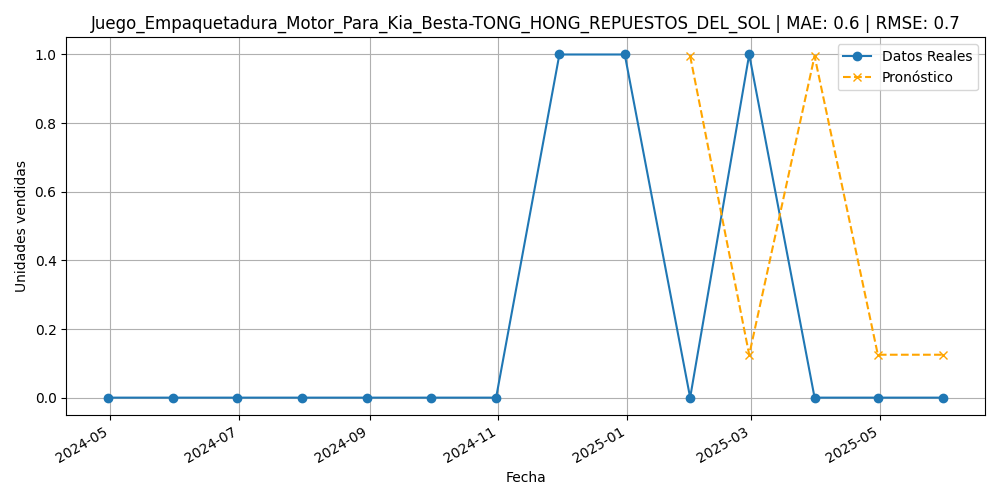 Juego_Empaquetadura_Motor_Para_Kia_Besta-TONG_HONG_REPUESTOS_DEL_SOL | MAE: 0.6 | RMSE: 0.7
Datos Reales
Pronóstico
Unidades vendidas
1.0
0.8
0.6
0.4
0.2
0.0
2024-05
2024-07
2024-09
2024-11
2025-01
2025-03
2025-05
Fecha